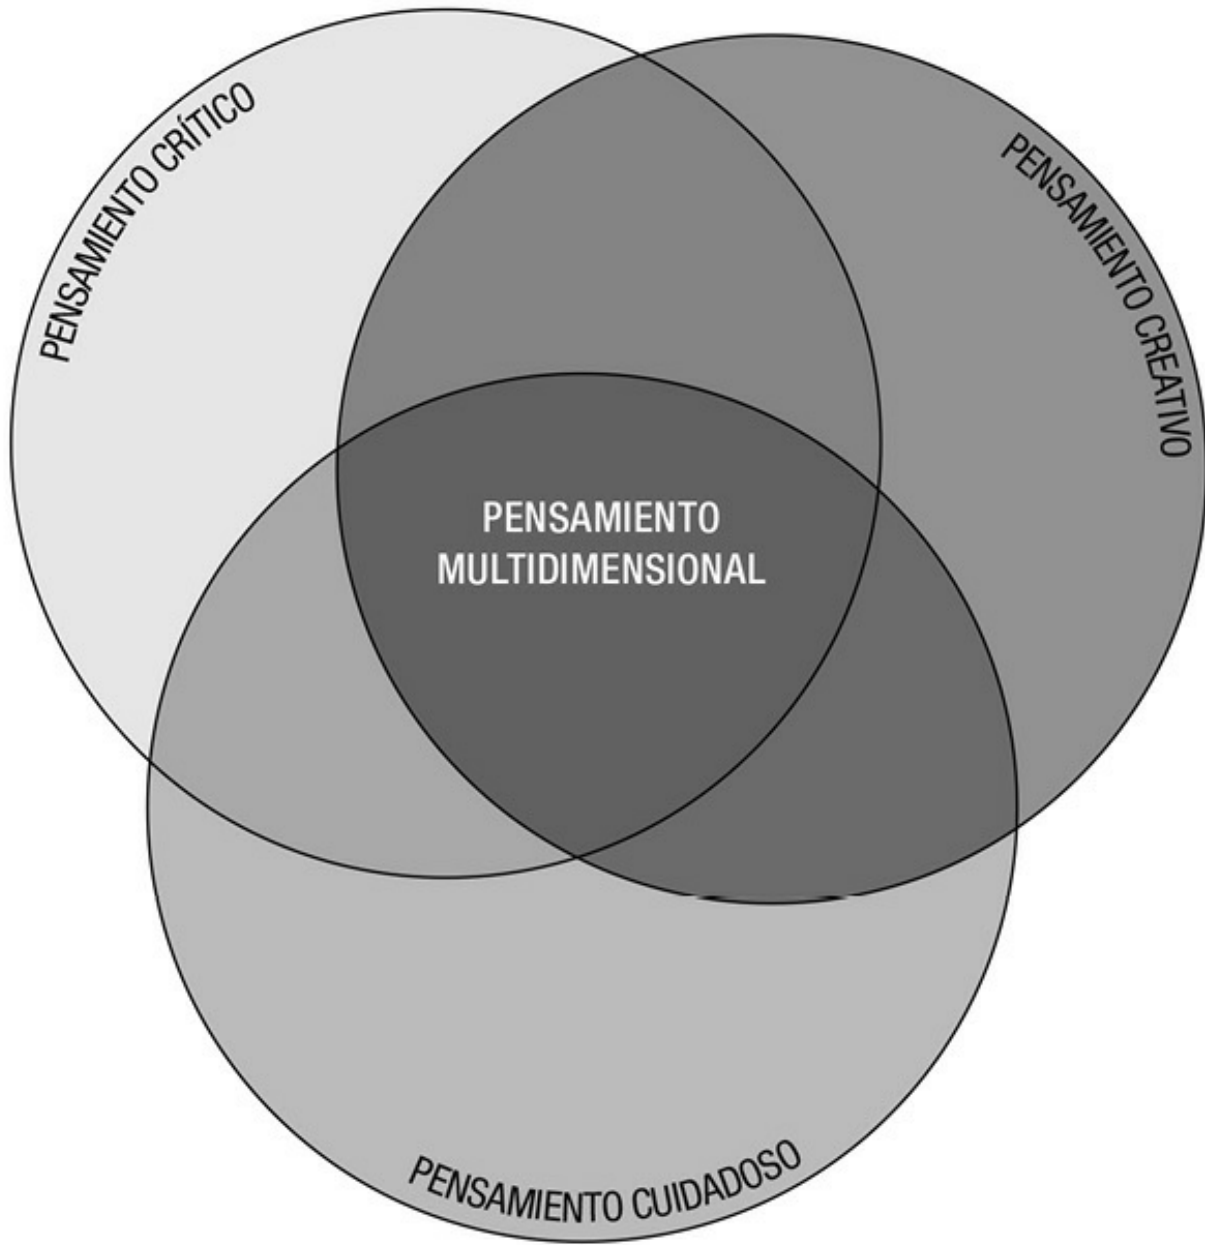 PENSAMIENTO CRÍTICO
PENSAMIENTO CREATIVO
PENSAMIENTO
MULTIDIMENSIONAL
PENSAMIENTO CUIDADOSO